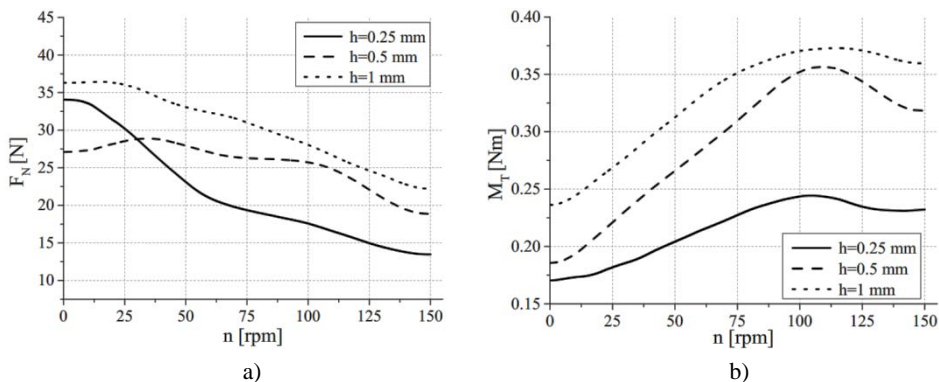 45
40
35
30
25
20
15
10
F_N [N]
h=0.25 mm
h=0.5 mm
h=1 mm
0 25 50 75 100 125 150
n [rpm]
a)
0.40
0.35
0.30
0.25
0.20
0.15
M_T [Nm]
h=0.25 mm
h=0.5 mm
h=1 mm
0 25 50 75 100 125 150
n [rpm]
b)